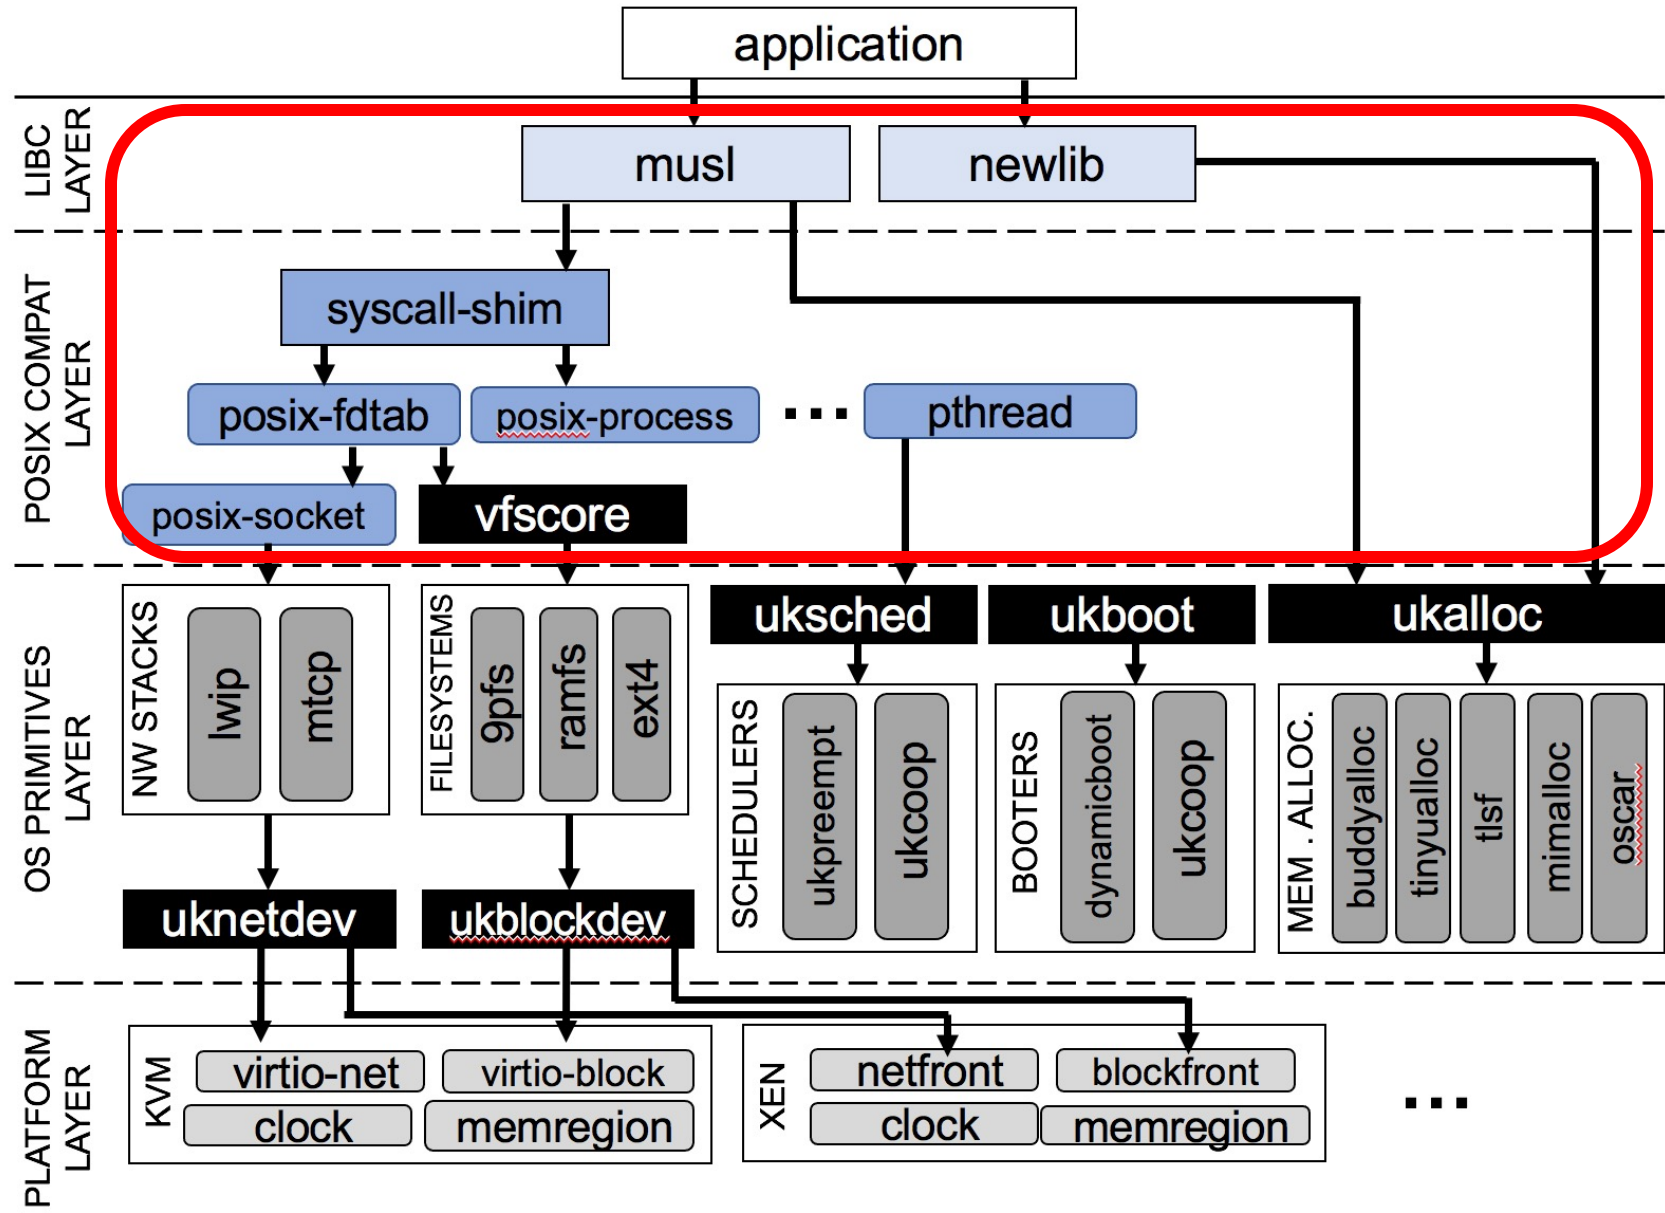 application
LIBC
LAYER
musl
newlib
POSIX COMPAT
LAYER
syscall-shim
posix-fdtab
posix-process
...
pthread
posix-socket
vfscore
OS PRIMITIVES
LAYER
NW STACKS
lwip
mtcp
FILESYSTEMS
9pfs
ramfs
ext4
uksched
ukboot
ukalloc
SCHEDULERS
ukpreempt
ukcoop
BOOTERS
dynamicboot
ukcoop
MEM . ALLOC.
buddyalloc
tinyualloc
tlsf
mimalloc
oscar
uknetdev
ukblockdev
PLATFORM
LAYER
KVM
virtio-net
virtio-block
clock
memregion
XEN
netfront
blockfront
clock
memregion
...